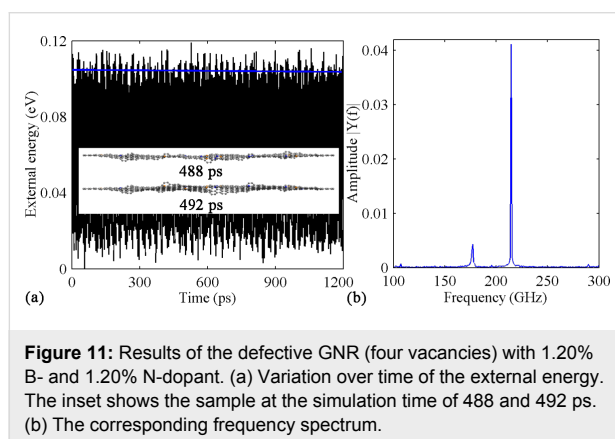 0.12
0.08
0.04
0
External energy (eV)
488 ps
492 ps
0 300 600 900 1200
(a)
Time (ps)
0.04
0.03
0.02
0.01
0
Amplitude |Y(f)|
100 150 200 250 300
(b)
Frequency (GHz)
Figure 11: Results of the defective GNR (four vacancies) with 1.20%
B- and 1.20% N-dopant. (a) Variation over time of the external energy.
The inset shows the sample at the simulation time of 488 and 492 ps.
(b) The corresponding frequency spectrum.